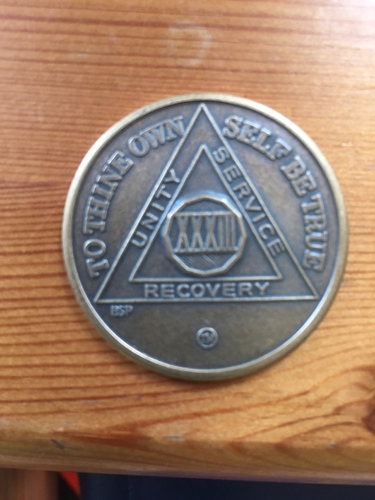 TO THINE OWN SELF BE TRUE
UNITY
SERVICE
XXXIII
RECOVERY
BSP